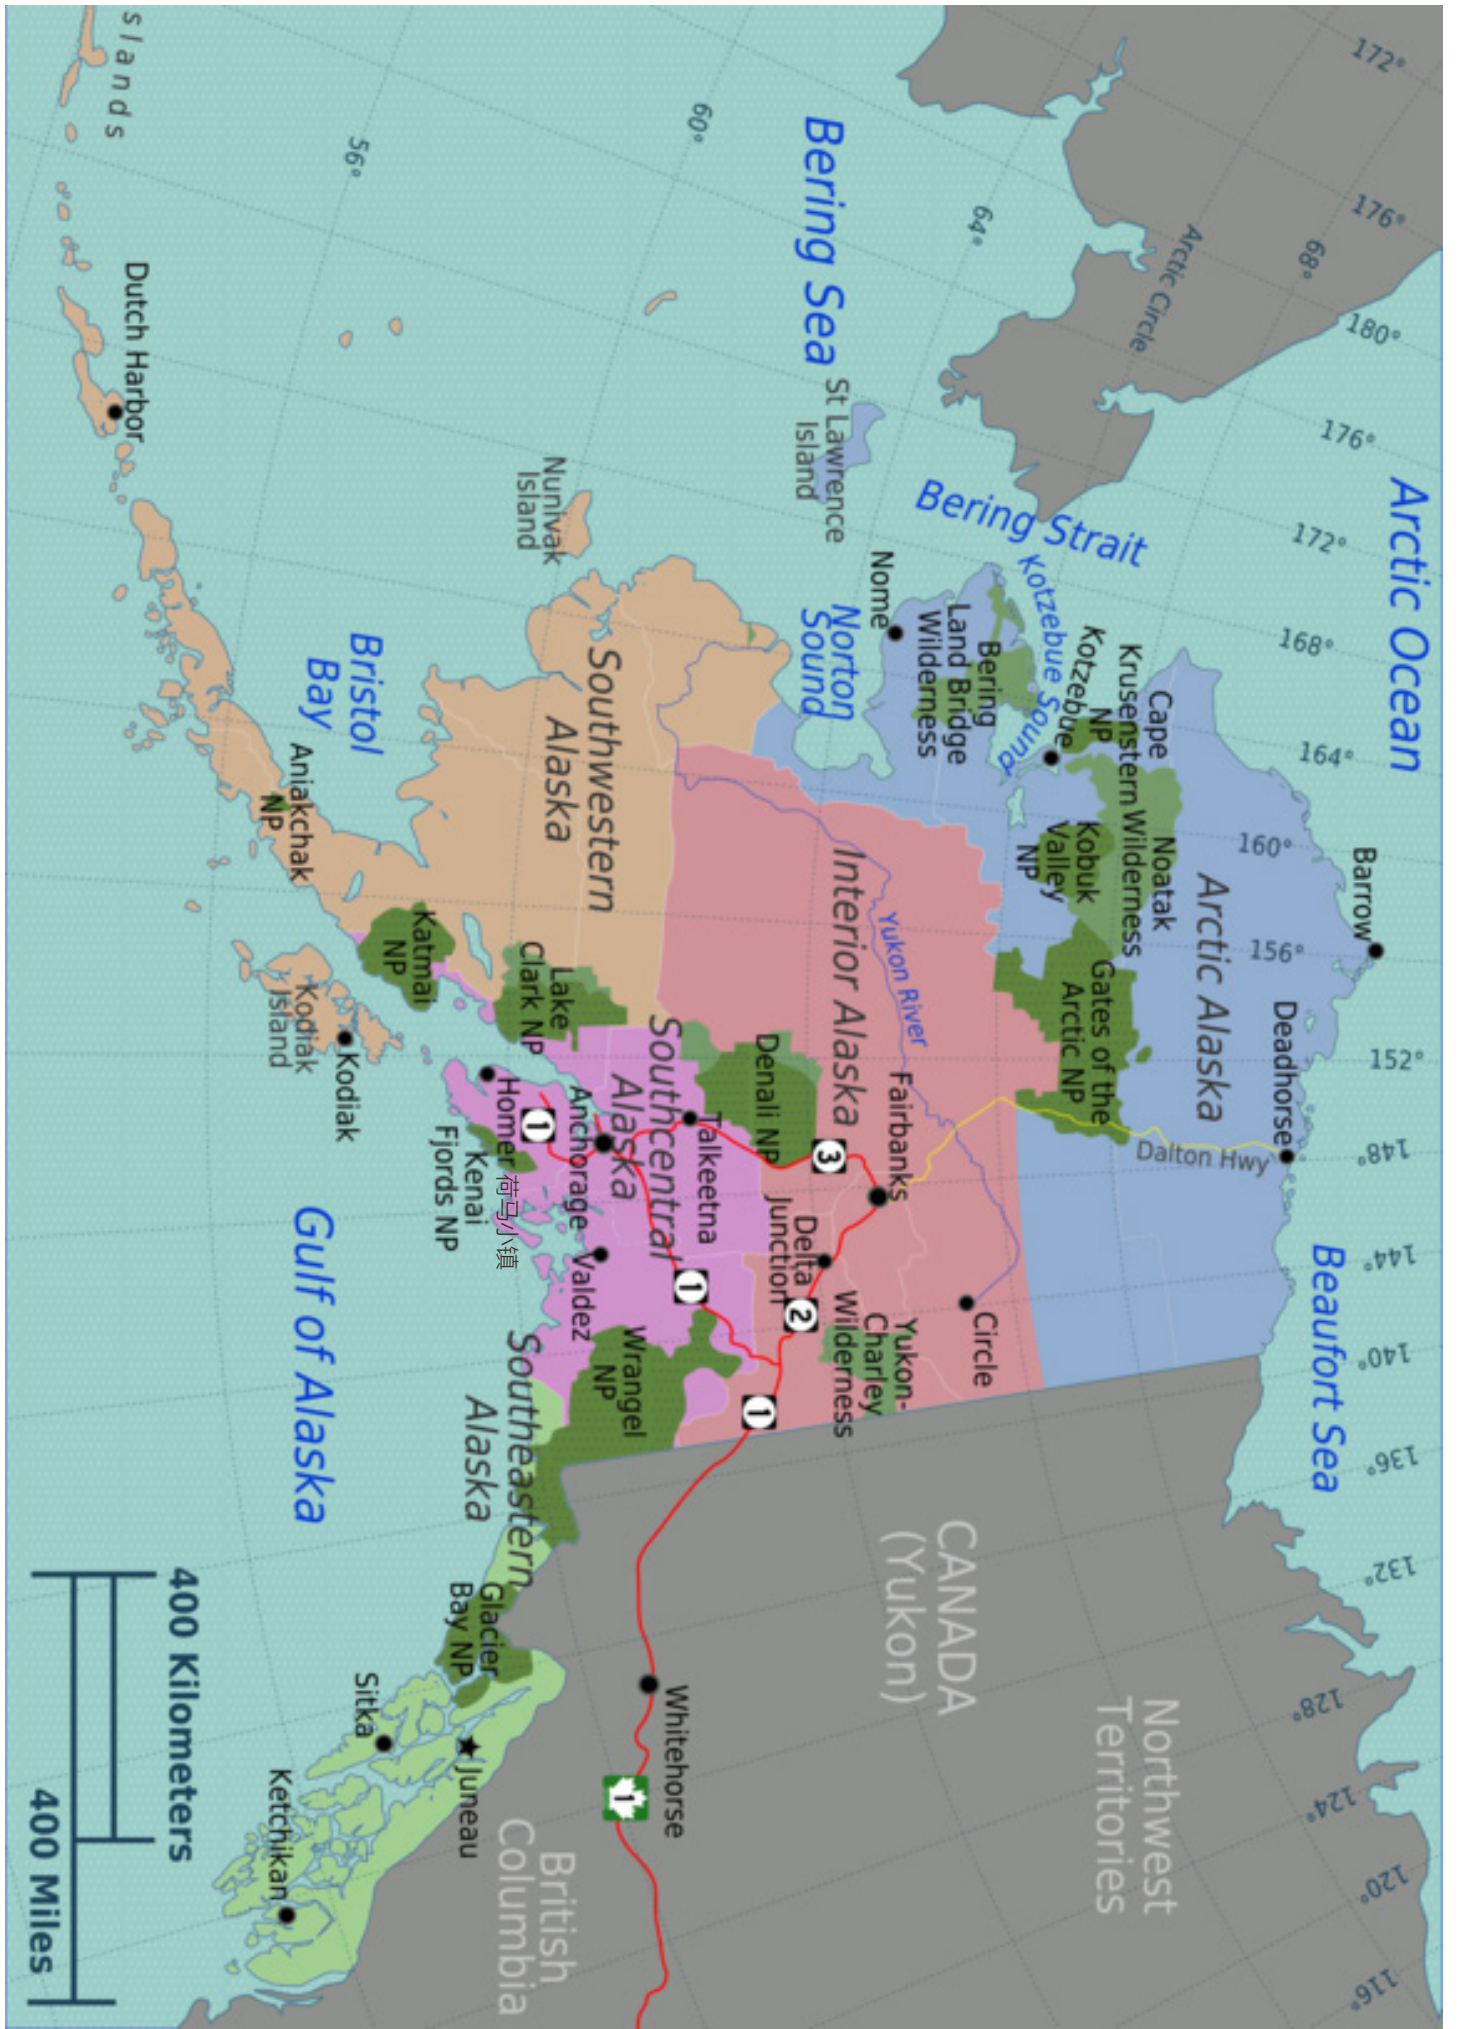 Arctic Ocean
Beaufort Sea
Bering Sea
Bering Strait
Kotzebue Sound
Norton
Sound
Bristol
Bay
Gulf of Alaska
Arctic Circle
172°
176°
180°
176°
172°
168°
164°
160°
156°
152°
148°
144°
140°
136°
132°
128°
124°
120°
116°
68°
64°
60°
56°
Barrow
Deadhorse
Dalton Hwy
Arctic Alaska
Cape
Krusenstern
NP
Kotzebue
Noatak
Wilderness
Kobuk
Valley
NP
Gates of the
Arctic NP
Bering
Land Bridge
Wilderness
Nome
St Lawrence
Island
Nunivak
Island
Yukon River
Interior Alaska
Fairbanks
Circle
Yukon-
Charley
Wilderness
Delta
Junction
Denali NP
3
2
1
1
1
Talkeetna
Southcentral
Alaska
Anchorage
Valdez
Wrangel
NP
Homer
荷马小镇
Kenai
Fjords NP
Southwestern
Alaska
Lake
Clark NP
Katmai
NP
Aniakchak
NP
Kodiak
Kodiak
Island
Dutch Harbor
slands
Southeastern
Alaska
Glacier
Bay NP
Sitka
Juneau
Ketchikan
Whitehorse
1
CANADA
(Yukon)
Northwest
Territories
British
Columbia
400 Kilometers
400 Miles